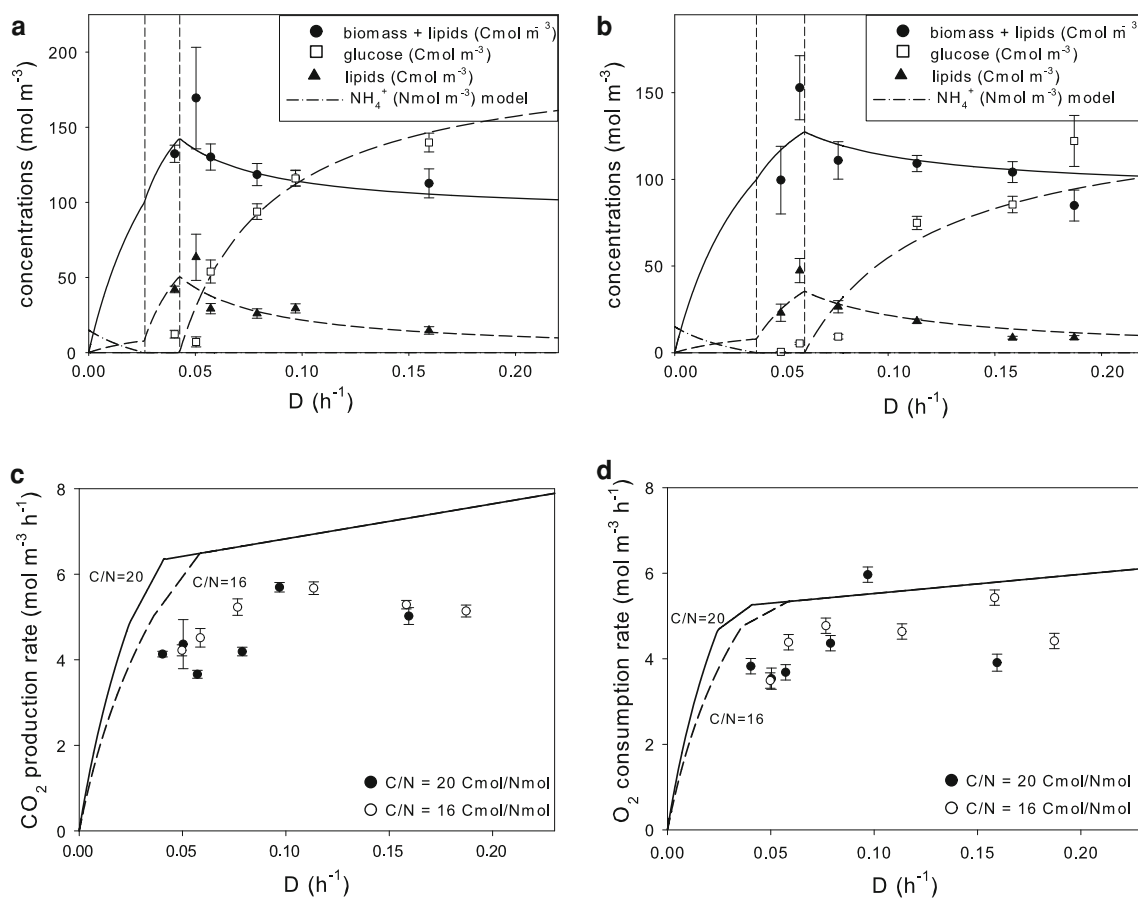 a
biomass + lipids (Cmol m⁻³)
glucose (Cmol m⁻³)
lipids (Cmol m⁻³)
NH₄⁺ (Nmol m⁻³) model
concentrations (mol m⁻³)
200
150
100
50
0
0.00 0.05 0.10 0.15 0.20
D (h⁻¹)
b
biomass + lipids (Cmol m⁻³)
glucose (Cmol m⁻³)
lipids (Cmol m⁻³)
NH₄⁺ (Nmol m⁻³) model
concentrations (mol m⁻³)
150
100
50
0
0.00 0.05 0.10 0.15 0.20
D (h⁻¹)
c
CO₂ production rate (mol m⁻³ h⁻¹)
8
6
4
2
0
C/N=20
C/N=16
C/N = 20 Cmol/Nmol
C/N = 16 Cmol/Nmol
0.00 0.05 0.10 0.15 0.20
D (h⁻¹)
d
O₂ consumption rate (mol m⁻³ h⁻¹)
8
6
4
2
0
C/N=20
C/N=16
C/N = 20 Cmol/Nmol
C/N = 16 Cmol/Nmol
0.00 0.05 0.10 0.15 0.20
D (h⁻¹)